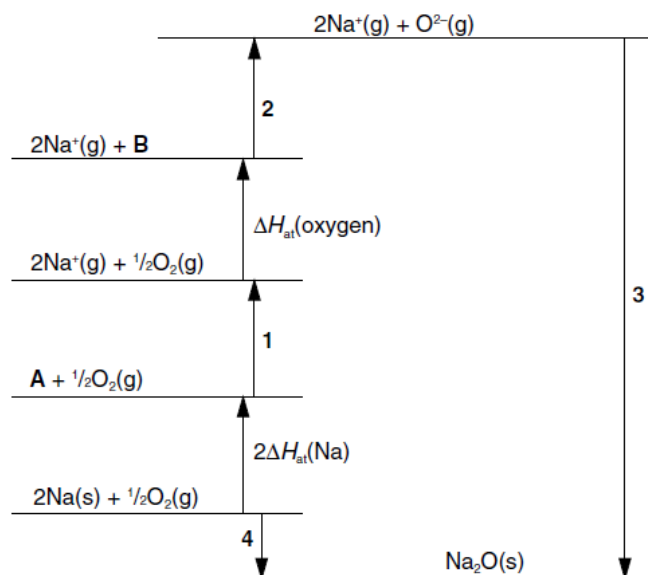 2Na⁺(g) + O²⁻(g)
2
2Na⁺(g) + B
ΔHₐₜ(oxygen)
2Na⁺(g) + ¹/₂O₂(g)
3
1
A + ¹/₂O₂(g)
2ΔHₐₜ(Na)
2Na(s) + ¹/₂O₂(g)
4
Na₂O(s)